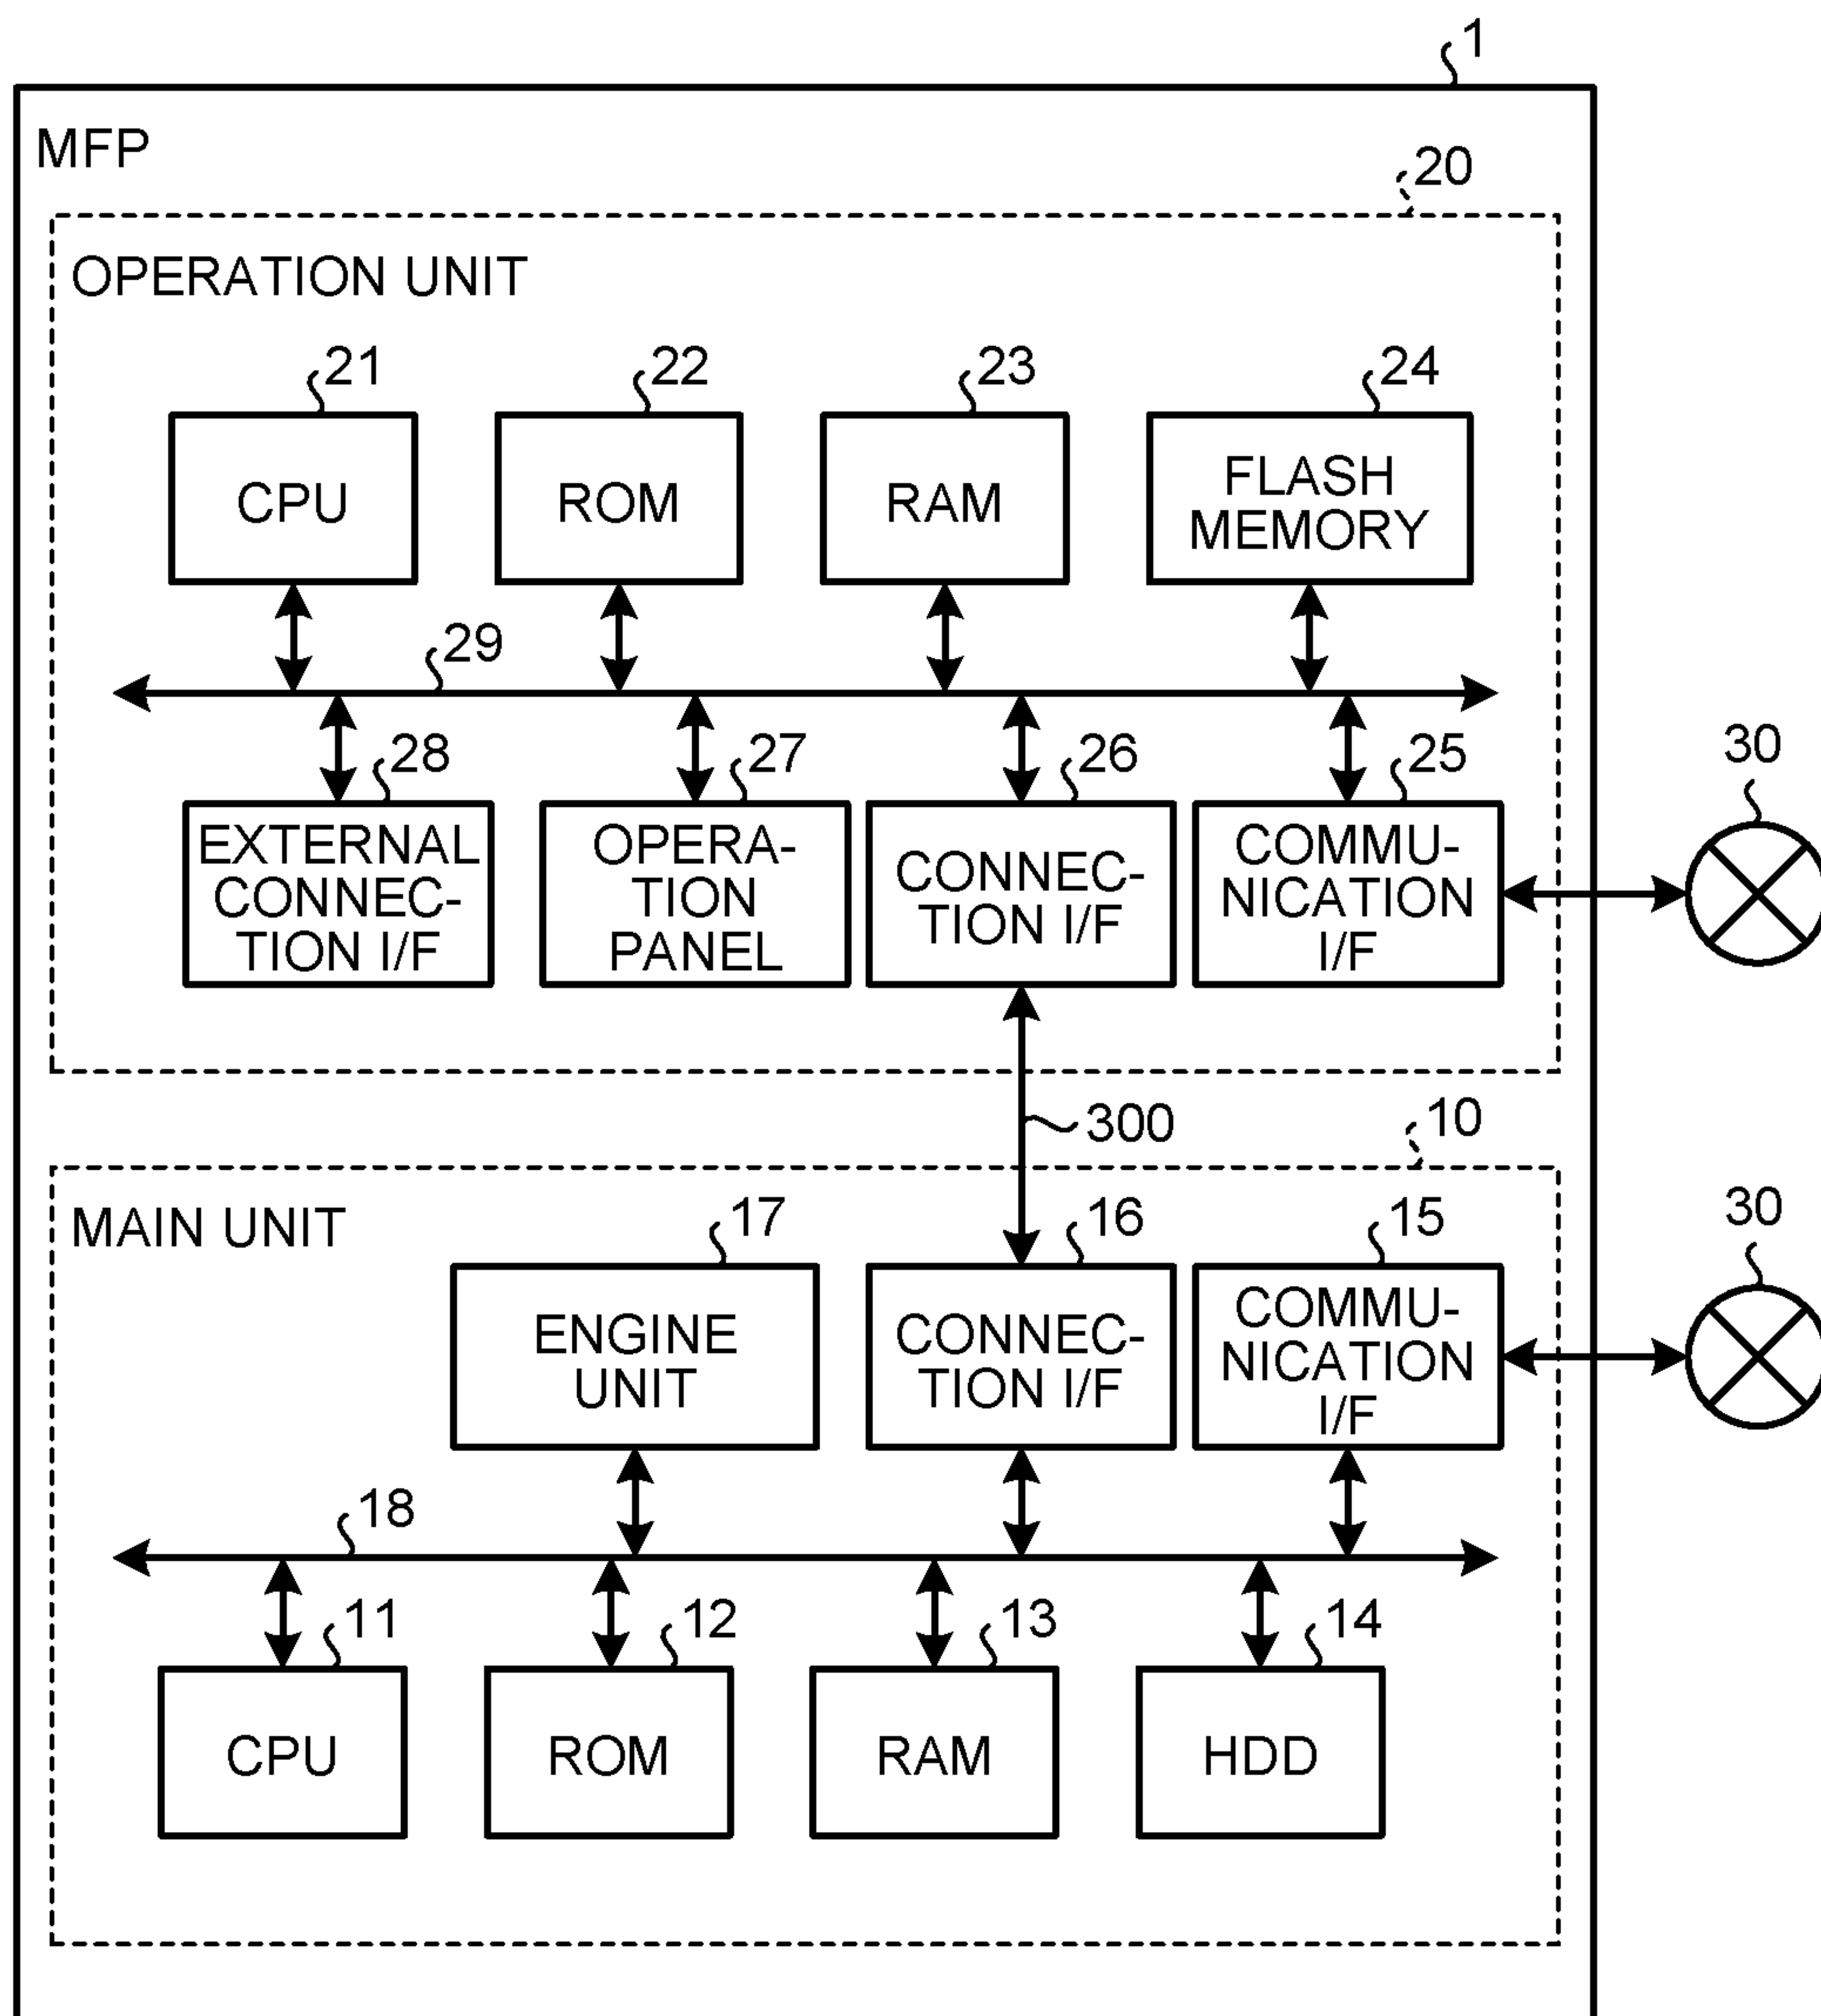 1
MFP
20
OPERATION UNIT
21
22
23
24
CPU
ROM
RAM
FLASH
MEMORY
29
28
27
26
25
30
EXTERNAL
CONNEC-
TION I/F
OPERA-
TION
PANEL
CONNEC-
TION I/F
COMMU-
NICATION
I/F
300
10
MAIN UNIT
17
16
15
30
ENGINE
UNIT
CONNEC-
TION I/F
COMMU-
NICATION
I/F
18
11
12
13
14
CPU
ROM
RAM
HDD